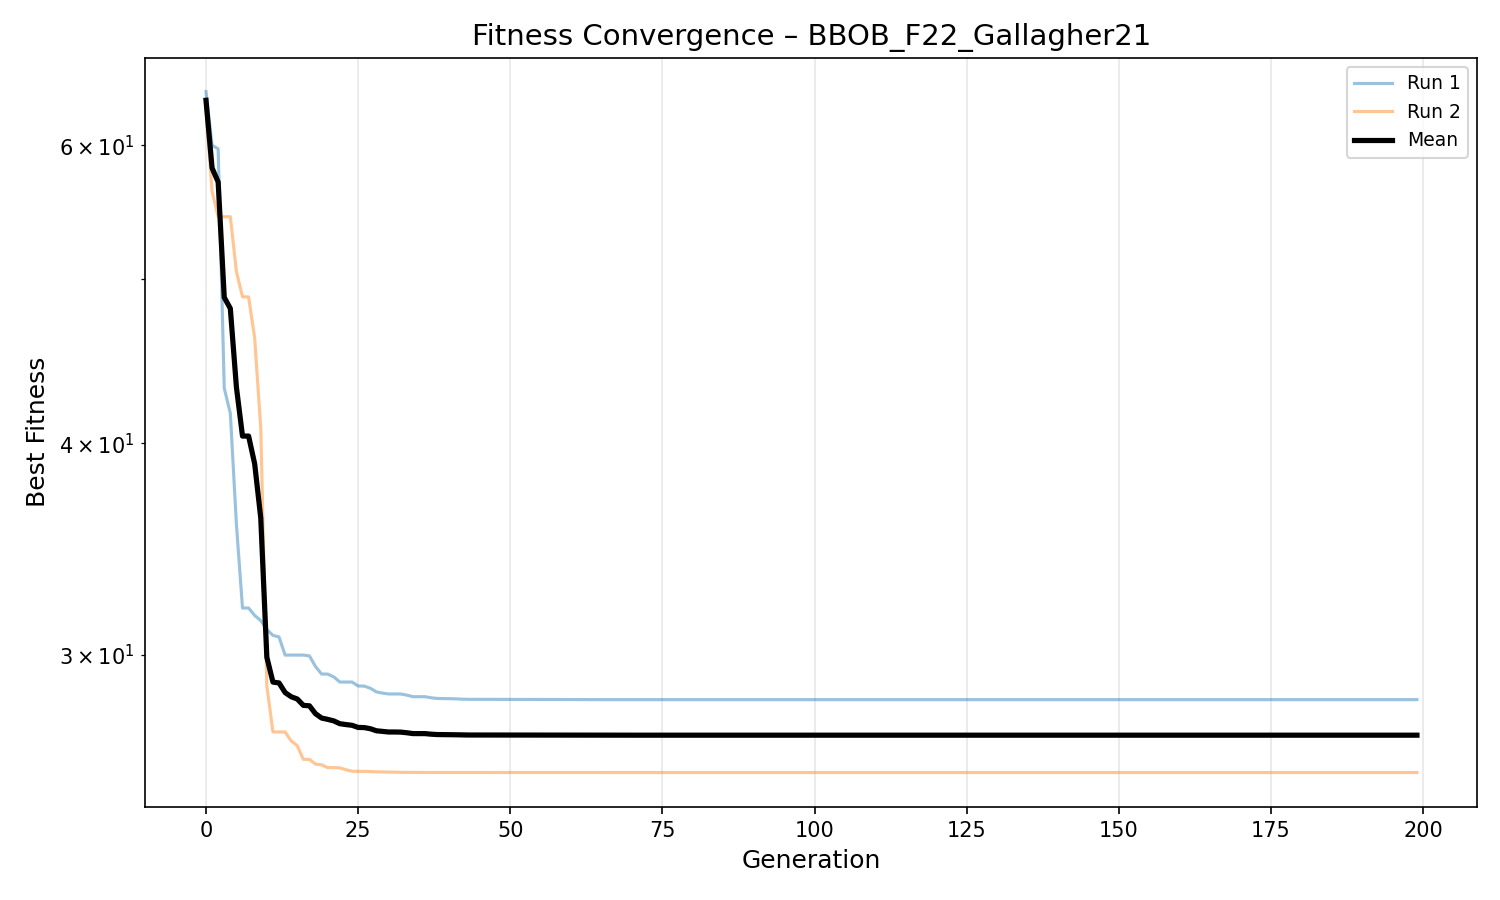 Fitness Convergence – BBOB_F22_Gallagher21
Run 1
Run 2
Mean
Best Fitness
6 × 10¹
4 × 10¹
3 × 10¹
0 25 50 75 100 125 150 175 200
Generation